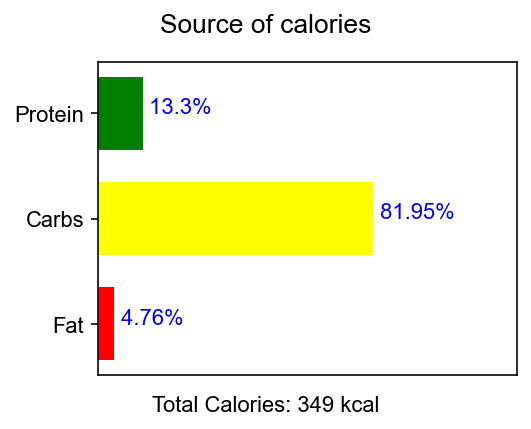 Source of calories
Protein 13.3%
Carbs 81.95%
Fat 4.76%
Total Calories: 349 kcal